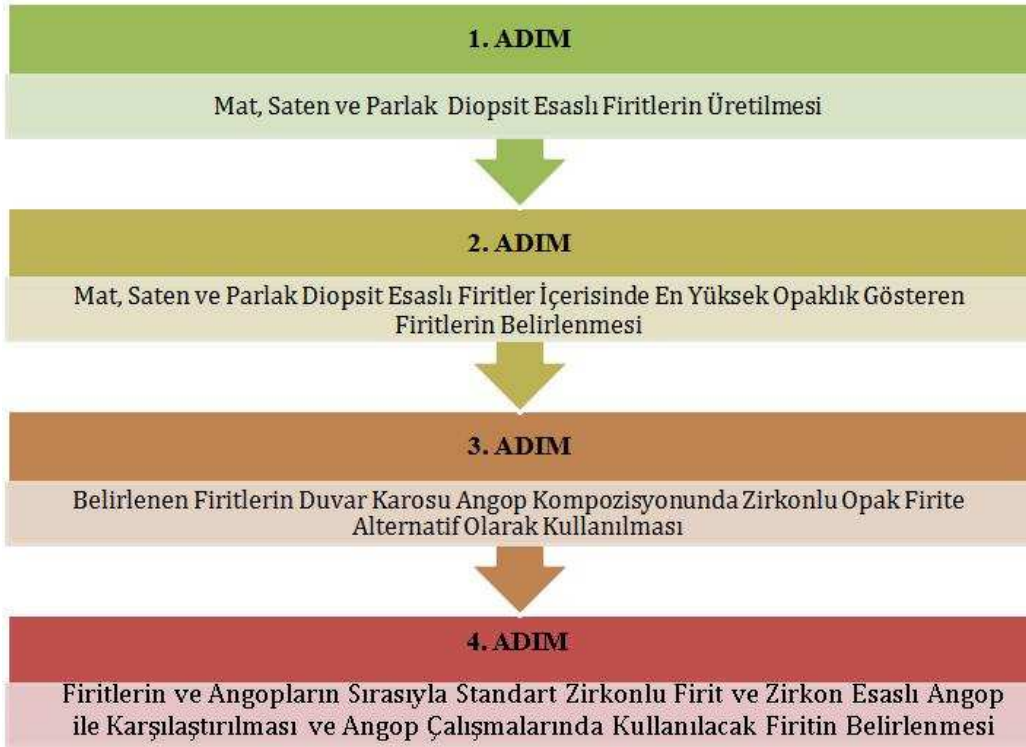 1. ADIM
Mat, Saten ve Parlak Diopsit Esaslı Firitlerin Üretilmesi
2. ADIM
Mat, Saten ve Parlak Diopsit Esaslı Firitler İçerisinde En Yüksek Opaklık Gösteren
Firitlerin Belirlenmesi
3. ADIM
Belirlenen Firitlerin Duvar Karosu Angop Kompozisyonunda Zirkonlu Opak Firite
Alternatif Olarak Kullanılması
4. ADIM
Firitlerin ve Angopların Sırasıyla Standart Zirkonlu Firit ve Zirkon Esaslı Angop
ile Karşılaştırılması ve Angop Çalışmalarında Kullanılacak Firitin Belirlenmesi